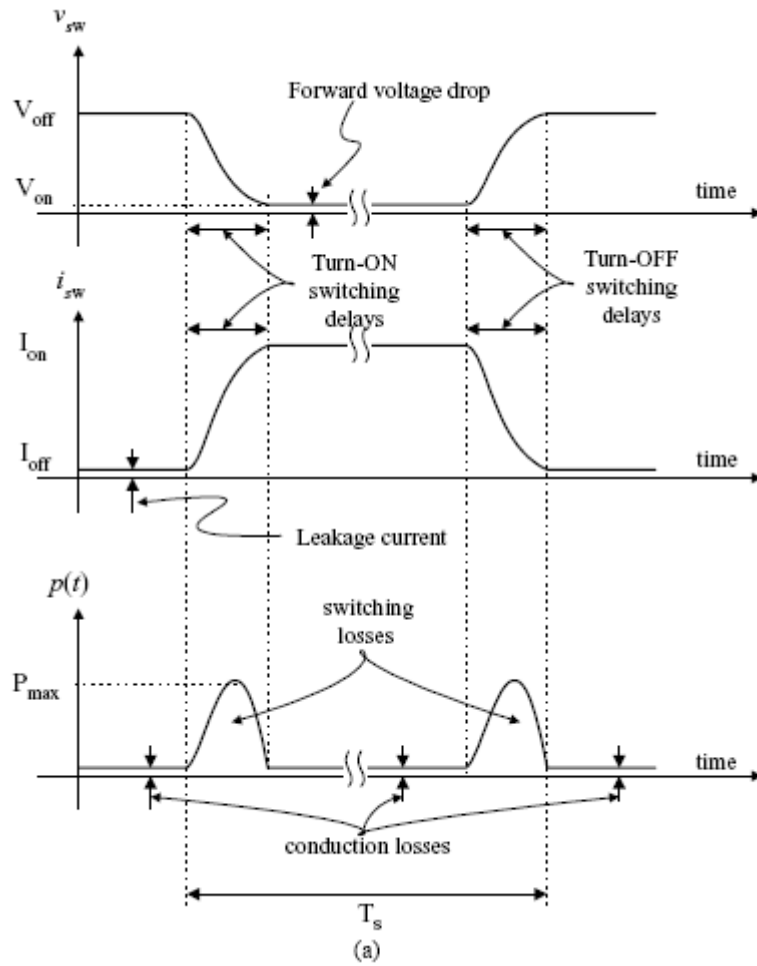 v_sw
Forward voltage drop
V_off
V_on
time
Turn-ON
switching
delays
Turn-OFF
switching
delays
i_sw
I_on
I_off
time
Leakage current
p(t)
switching
losses
P_max
time
conduction losses
T_s
(a)